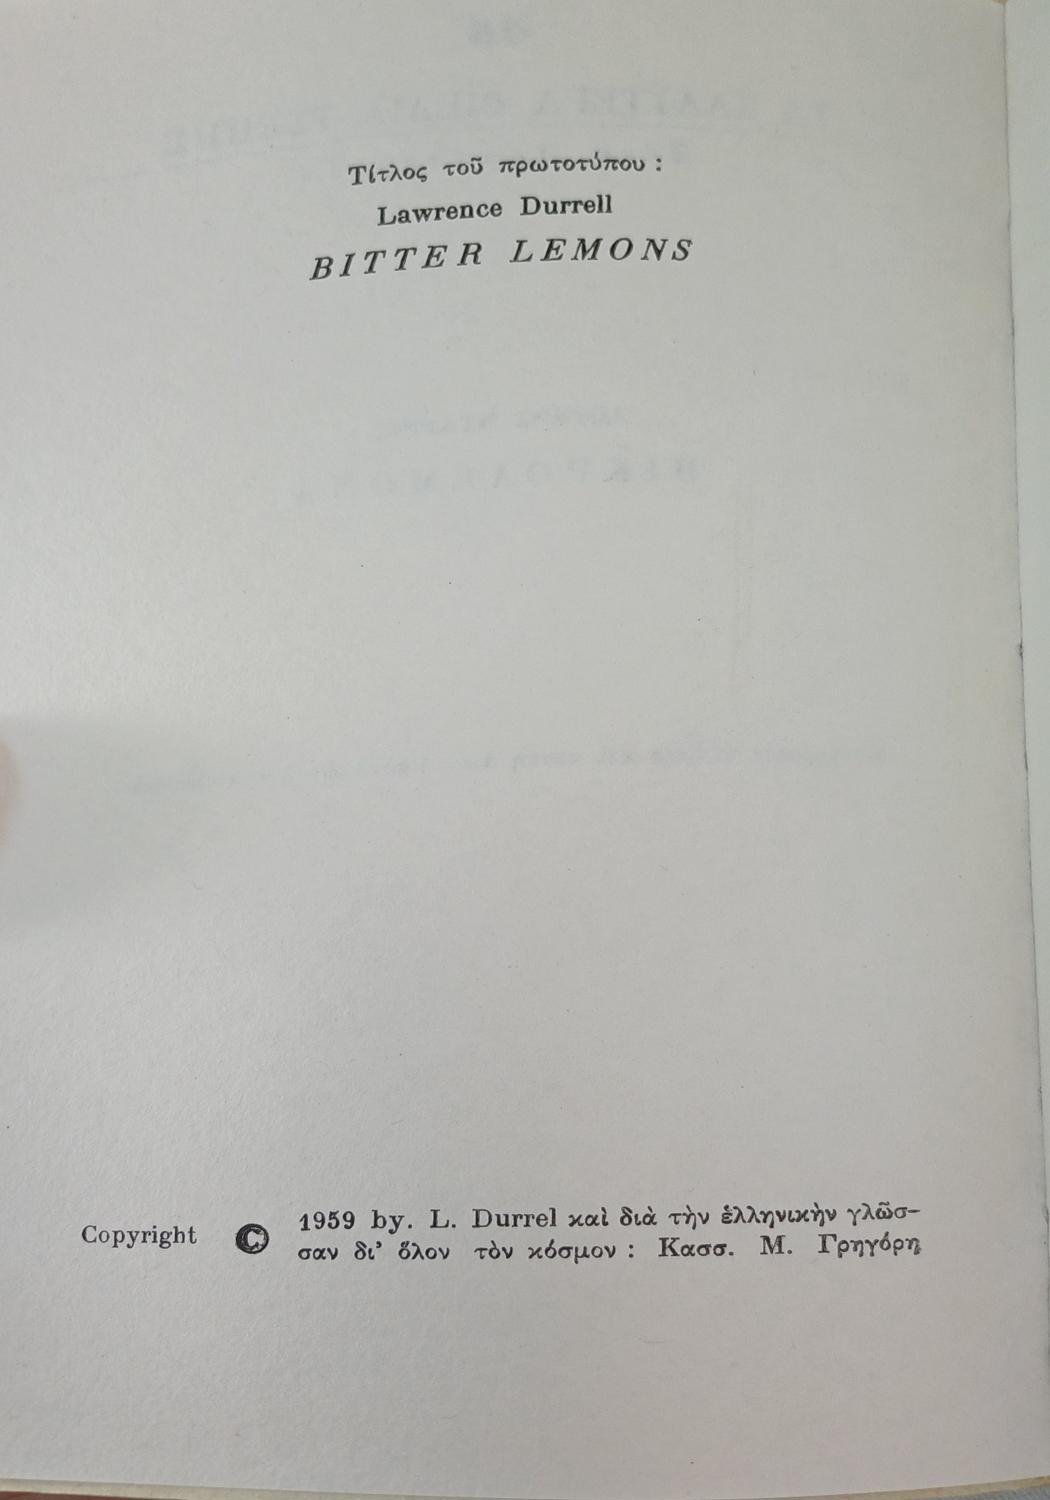 Τίτλος τοῦ πρωτοτύπου :
Lawrence Durrell
BITTER LEMONS
Copyright © 1959 by. L. Durrel καὶ διὰ τὴν ἑλληνικὴν γλῶσ-
σαν δι' ὅλον τὸν κόσμον : Κασσ. Μ. Γρηγόρη